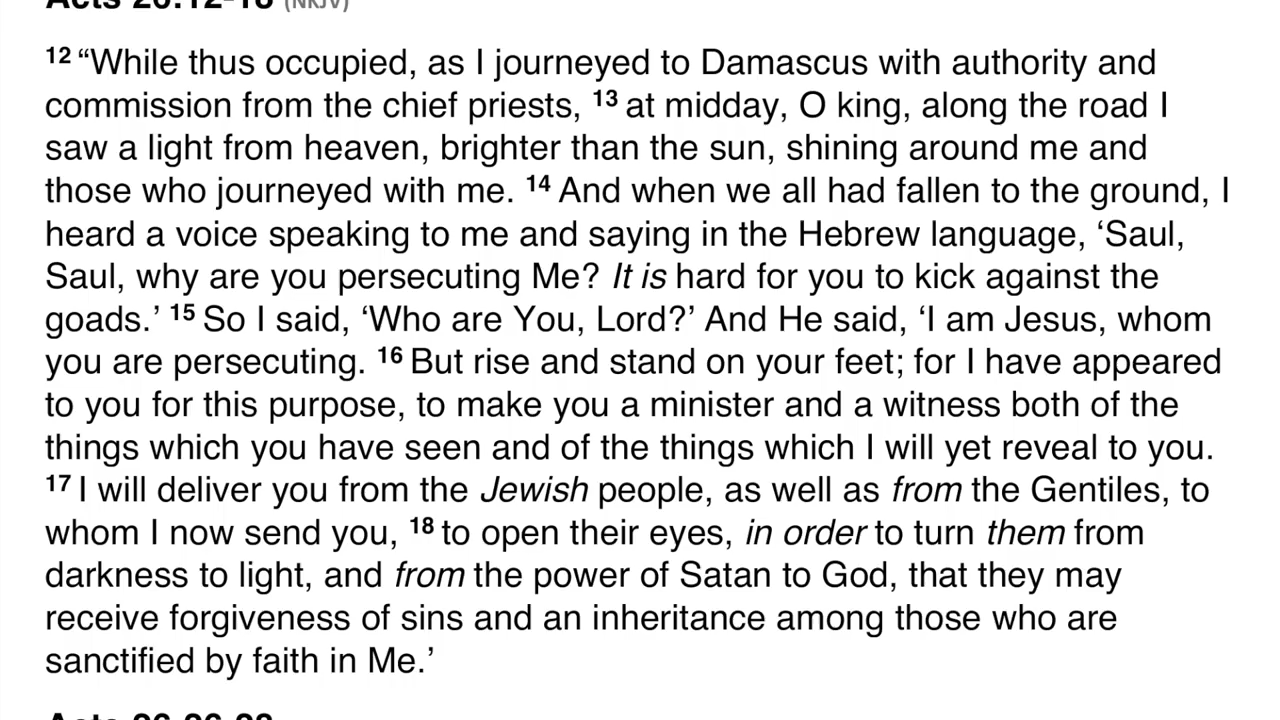 Acts 26:12-18 (NKJV)
12 “While thus occupied, as I journeyed to Damascus with authority and
commission from the chief priests, 13 at midday, O king, along the road I
saw a light from heaven, brighter than the sun, shining around me and
those who journeyed with me. 14 And when we all had fallen to the ground, I
heard a voice speaking to me and saying in the Hebrew language, ‘Saul,
Saul, why are you persecuting Me? It is hard for you to kick against the
goads.’ 15 So I said, ‘Who are You, Lord?’ And He said, ‘I am Jesus, whom
you are persecuting. 16 But rise and stand on your feet; for I have appeared
to you for this purpose, to make you a minister and a witness both of the
things which you have seen and of the things which I will yet reveal to you.
17 I will deliver you from the Jewish people, as well as from the Gentiles, to
whom I now send you, 18 to open their eyes, in order to turn them from
darkness to light, and from the power of Satan to God, that they may
receive forgiveness of sins and an inheritance among those who are
sanctified by faith in Me.’